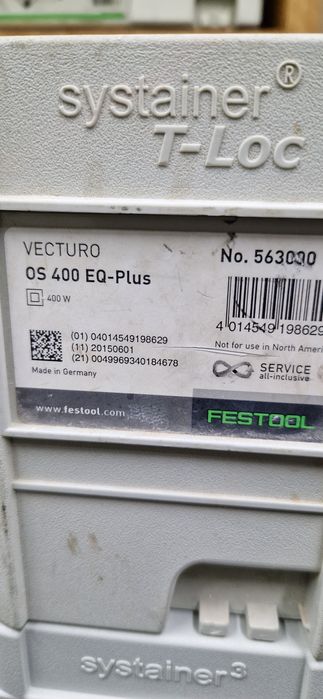 systainer®
T-Loc
VECTURO
OS 400 EQ-Plus
No. 563000
400 W
4 014549 198629
(01) 04014549198629
(11) 20150601
(21) 0049969340184678
Not for use in North Ameri
Made in Germany
SERVICE
all-inclusive
www.festool.com
FESTOOL
systainer³